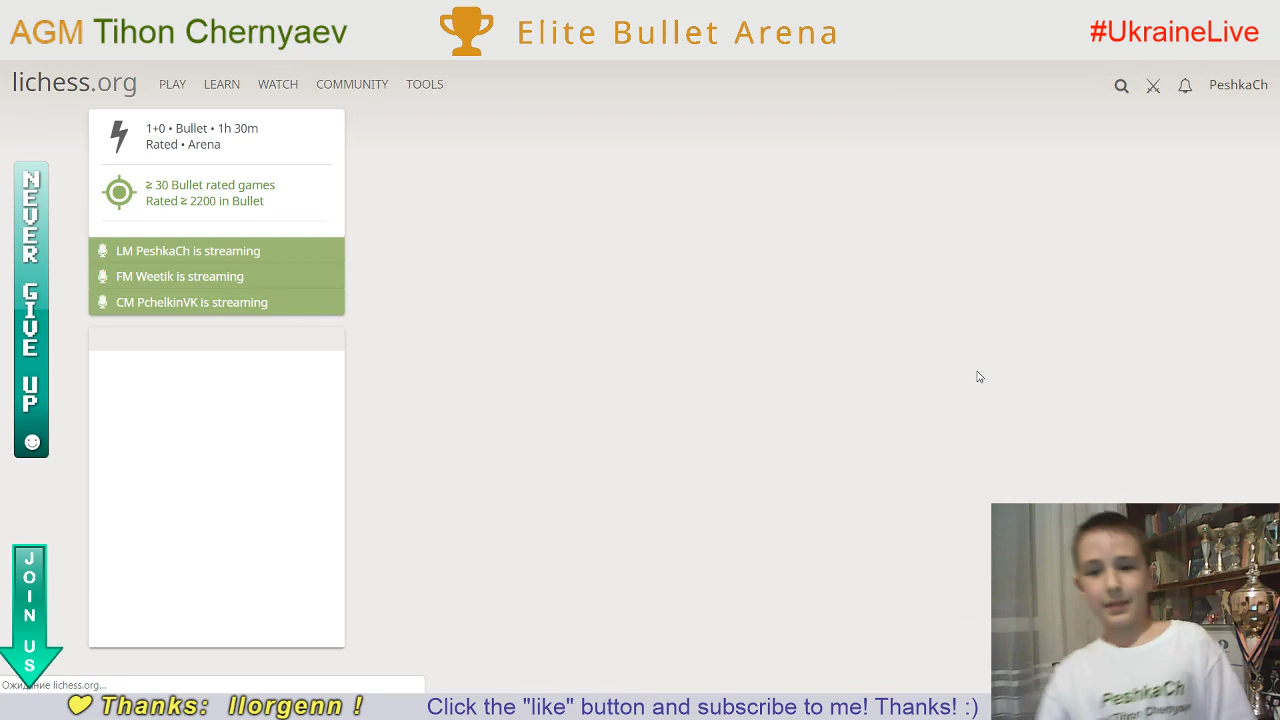 AGM Tihon Chernyaev
Elite Bullet Arena
#UkraineLive
lichess.org
PLAY LEARN WATCH COMMUNITY TOOLS
PeshkaCh
1+0 • Bullet • 1h 30m
Rated • Arena
≥ 30 Bullet rated games
Rated ≥ 2200 in Bullet
LM PeshkaCh is streaming
FM Weetik is streaming
CM PchelkinVK is streaming
NEVER GIVE UP
JOIN US
PeshkaCh
Ожидание lichess.org...
Thanks: llorgenn !
Click the "like" button and subscribe to me! Thanks! :)